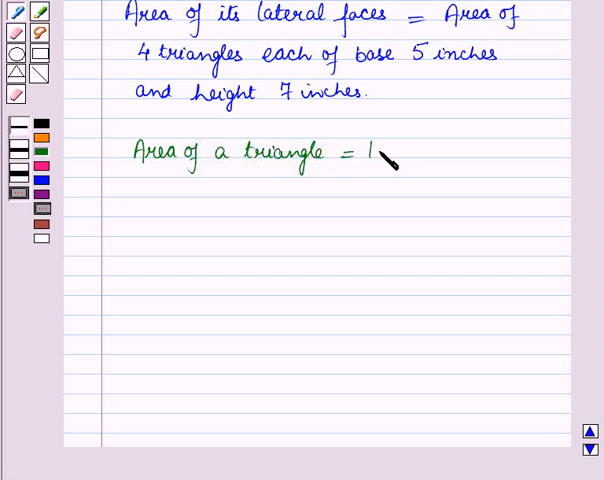 Area of its lateral faces = Area of
4 triangles each of base 5 inches
and height 7 inches.
Area of a triangle = 1